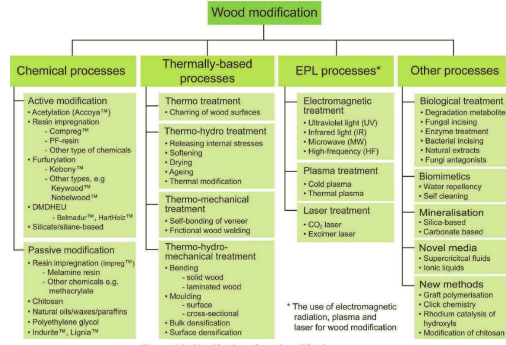 Wood modification
Chemical processes
Active modification
• Acetylation (Accoya™)
• Resin impregnation
- Compreg™
- PF-resin
- Other type of chemicals
• Furfurylation
- Kebony™
- Other types, e.g
Keywood™
Nobelwood™
• DMDHEU
- Belmadur™, HartHolz™
• Silicate/silane-based
Passive modification
• Resin impregnation (Impreg™)
- Melamine resin
- Other chemicals e.g.
methacrylate
• Chitosan
• Natural oils/waxes/paraffins
• Polyethylene glycol
• Indurite™, Lignia™
Thermally-based
processes
Thermo treatment
• Charring of wood surfaces
Thermo-hydro treatment
• Releasing internal stresses
• Softening
• Drying
• Ageing
• Thermal modification
Thermo-mechanical
treatment
• Self-bonding of veneer
• Frictional wood welding
Thermo-hydro-
mechanical treatment
• Bending
- solid wood
- laminated wood
• Moulding
- surface
- cross-sectional
• Bulk densification
• Surface densification
EPL processes*
Electromagnetic
treatment
• Ultraviolet light (UV)
• Infrared light (IR)
• Microwave (MW)
• High-frequency (HF)
Plasma treatment
• Cold plasma
• Thermal plasma
Laser treatment
• CO₂ laser
• Excimer laser
* The use of electromagnetic
radiation, plasma and
laser for wood modification
Other processes
Biological treatment
• Degradation metabolites
• Fungal incising
• Enzyme treatment
• Bacterial incising
• Natural extracts
• Fungi antagonists
Biomimetics
• Water repellency
• Self cleaning
Mineralisation
• Silica-based
• Carbonate based
Novel media
• Supercicitcal fluids
• Ionic liquids
New methods
• Graft polymerisation
• Click chemistry
• Rhodium catalysis of
hydroxyls
• Modification of chitosan